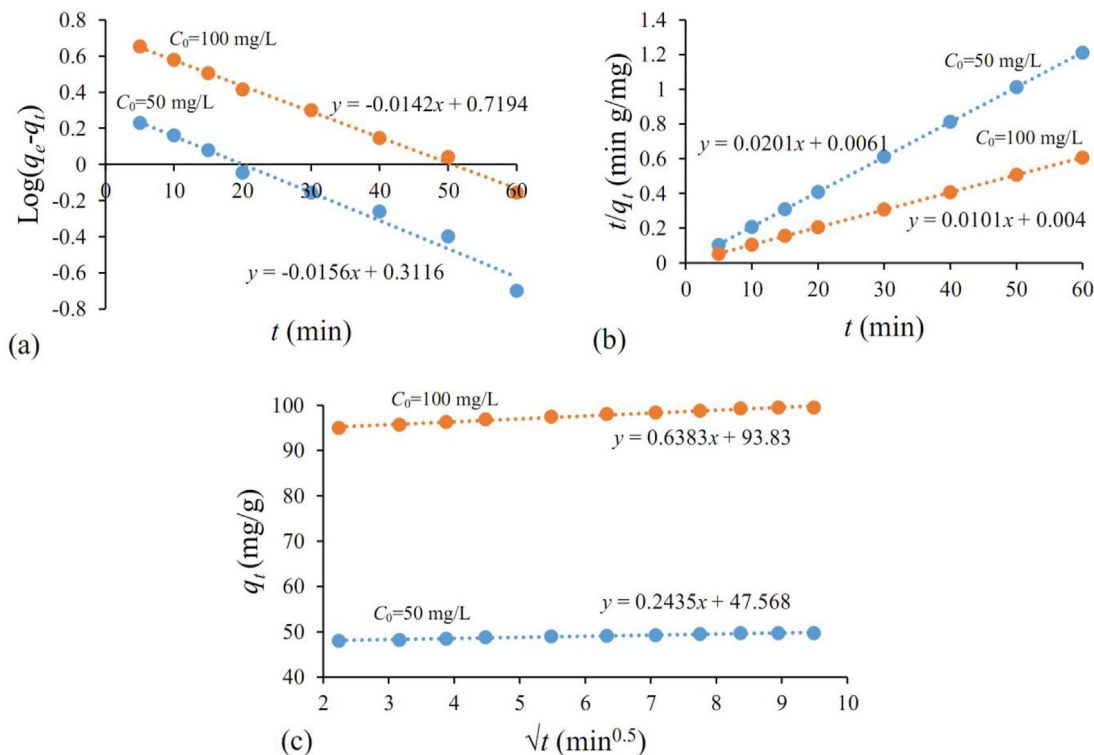 0.8
0.6
0.4
0.2
0
-0.2
-0.4
-0.6
-0.8
0 10 20 30 40 50 60
Log(qe-qt)
t (min)
C0=100 mg/L
C0=50 mg/L
y = -0.0142x + 0.7194
y = -0.0156x + 0.3116
(a)
1.4
1.2
1
0.8
0.6
0.4
0.2
0
0 10 20 30 40 50 60
t/qt (min g/mg)
t (min)
C0=50 mg/L
y = 0.0201x + 0.0061
C0=100 mg/L
y = 0.0101x + 0.004
(b)
100
90
80
70
60
50
40
2 3 4 5 6 7 8 9 10
qt (mg/g)
√t (min0.5)
C0=100 mg/L
y = 0.6383x + 93.83
C0=50 mg/L
y = 0.2435x + 47.568
(c)